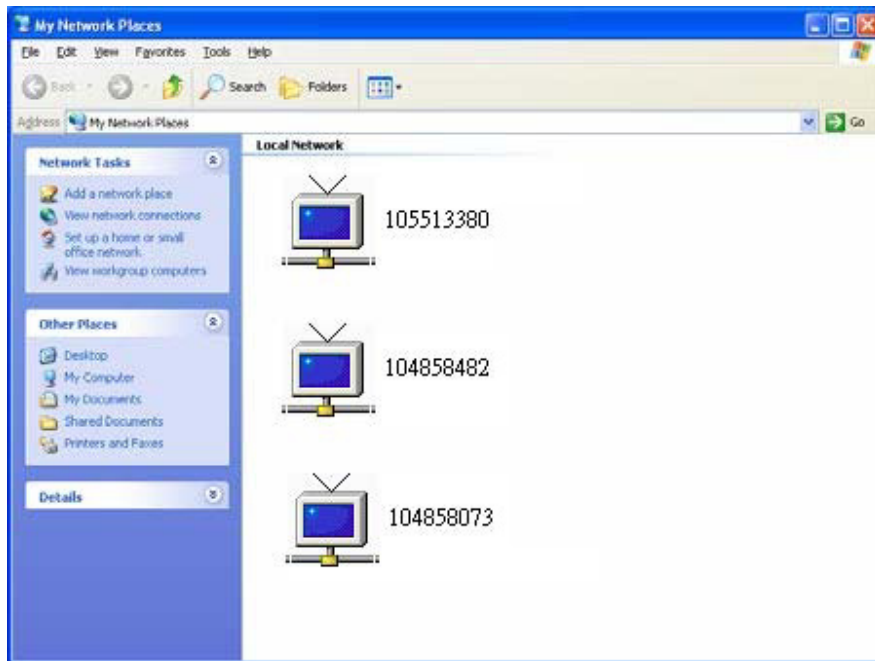 My Network Places
File Edit View Favorites Tools Help
Back Search Folders
Address My Network Places Go
Network Tasks
Add a network place
View network connections
Set up a home or small
office network
View workgroup computers
Other Places
Desktop
My Computer
My Documents
Shared Documents
Printers and Faxes
Details
Local Network
105513380
104858482
104858073